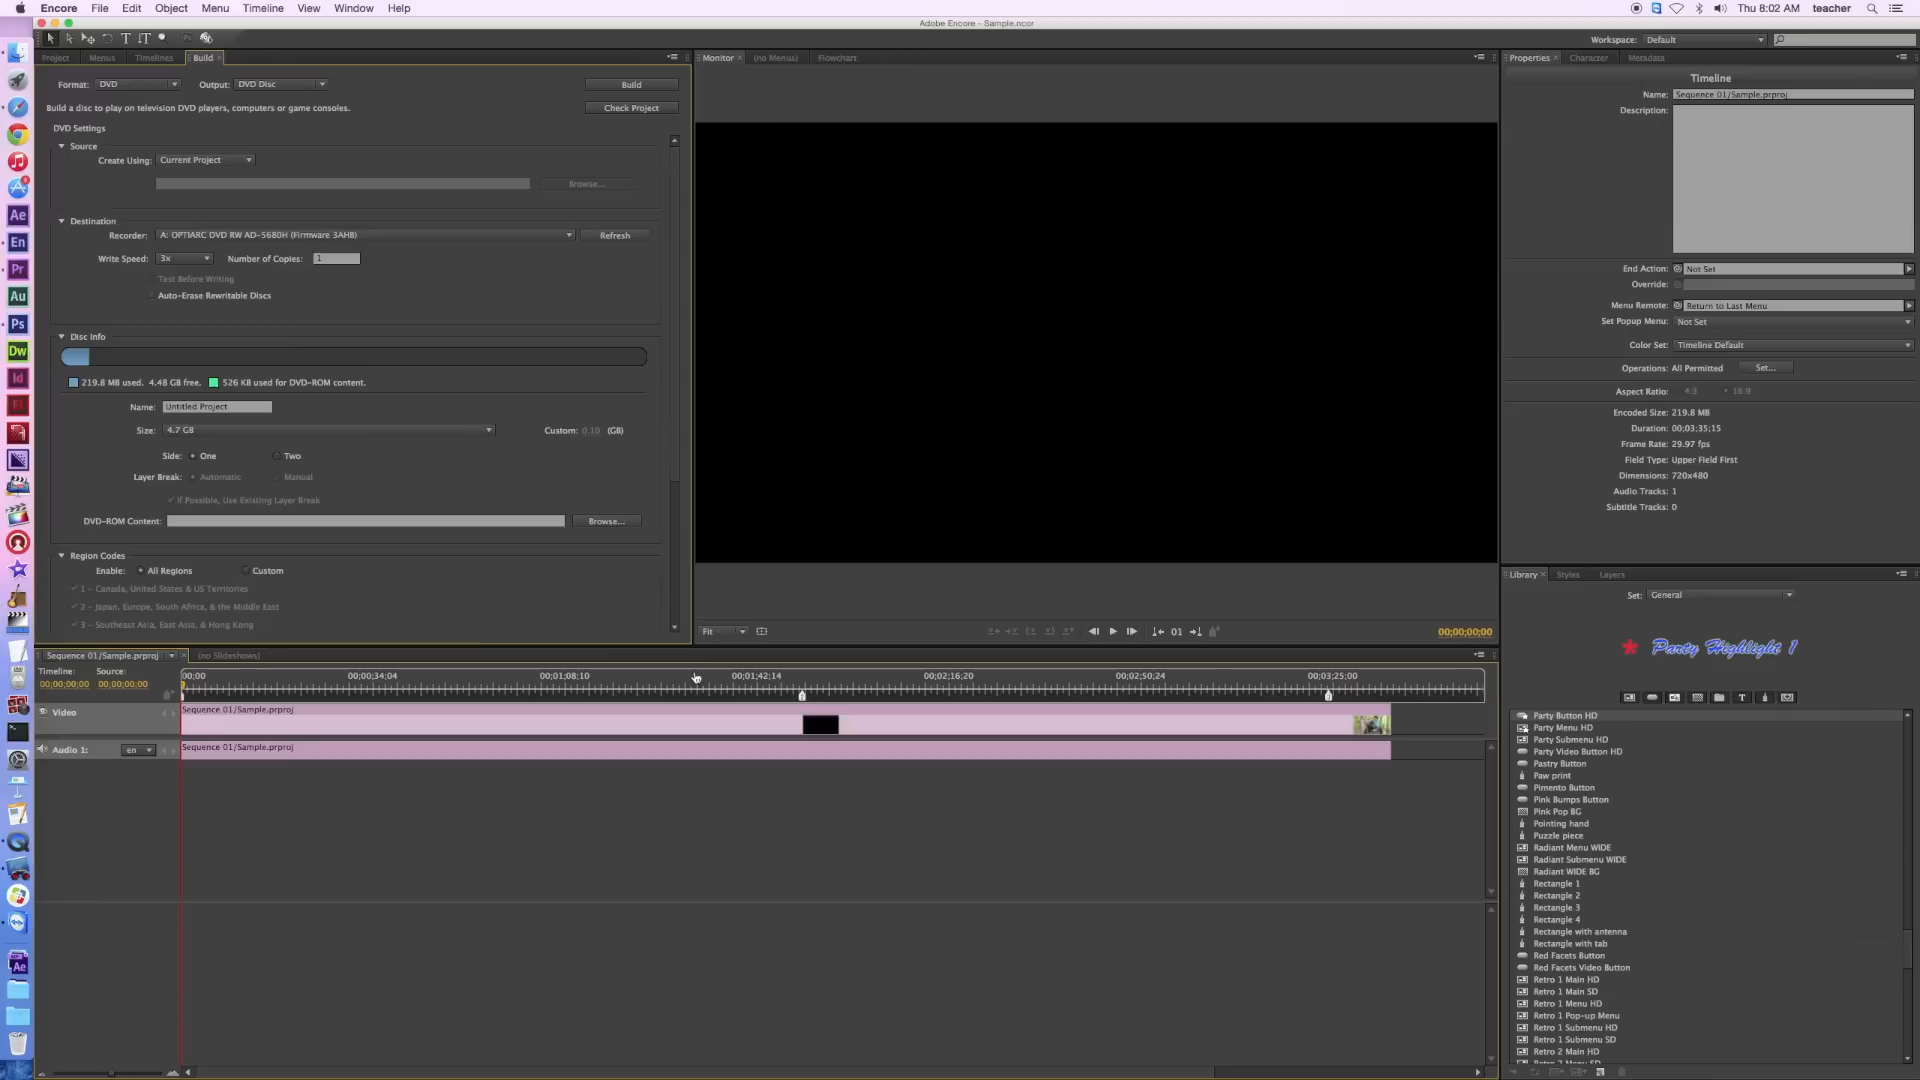 Encore File Edit Object Menu Timeline View Window Help Thu 8:02 AM teacher
Adobe Encore - Sample.ncor
Workspace: Default
Project Menus Timelines Build
Format: DVD Output: DVD Disc Build
Build a disc to play on television DVD players, computers or game consoles. Check Project
DVD Settings
Source
Create Using: Current Project
Browse...
Destination
Recorder: A: OPTIARC DVD RW AD-5680H (Firmware 3AHB) Refresh
Write Speed: 3x Number of Copies: 1
Test Before Writing
Auto-Erase Rewritable Discs
Disc Info
219.8 MB used. 4.48 GB free. 526 KB used for DVD-ROM content.
Name: Untitled Project
Size: 4.7 GB Custom: 0.10 (GB)
Side: One Two
Layer Break: Automatic Manual
If Possible, Use Existing Layer Break
DVD-ROM Content: Browse...
Region Codes
Enable: All Regions Custom
1 - Canada, United States & US Territories
2 - Japan, Europe, South Africa, & the Middle East
3 - Southeast Asia, East Asia, & Hong Kong
Monitor (no Menus) Flowchart
Fit 01 00;00;00;00
Properties Character Metadata
Timeline
Name: Sequence 01/Sample.prproj
Description:
End Action: Not Set
Override:
Menu Remote: Return to Last Menu
Set Popup Menu: Not Set
Color Set: Timeline Default
Operations: All Permitted Set...
Aspect Ratio: 4:3 16:9
Encoded Size: 219.8 MB
Duration: 00;03;35;15
Frame Rate: 29.97 fps
Field Type: Upper Field First
Dimensions: 720x480
Audio Tracks: 1
Subtitle Tracks: 0
Library Styles Layers
Set: General
Party Highlight 1
Party Button HD
Party Menu HD
Party Submenu HD
Party Video Button HD
Pastry Button
Paw print
Pimento Button
Pink Bumps Button
Pink Pop BG
Pointing hand
Puzzle piece
Radiant Menu WIDE
Radiant Submenu WIDE
Radiant WIDE BG
Rectangle 1
Rectangle 2
Rectangle 3
Rectangle 4
Rectangle with antenna
Rectangle with tab
Red Facets Button
Red Facets Video Button
Retro 1 Main HD
Retro 1 Main SD
Retro 1 Menu HD
Retro 1 Pop-up Menu
Retro 1 Submenu HD
Retro 1 Submenu SD
Retro 2 Main HD
Sequence 01/Sample.prproj (no Slideshows)
Timeline: Source:
00;00;00;00 00;00;00;00
00;00 00;00;34;04 00;01;08;10 00;01;42;14 00;02;16;20 00;02;50;24 00;03;25;00
Video Sequence 01/Sample.prproj
Audio 1: en Sequence 01/Sample.prproj
Ae
En
Pr
Au
Ps
Dw
Id
Fl
Ae